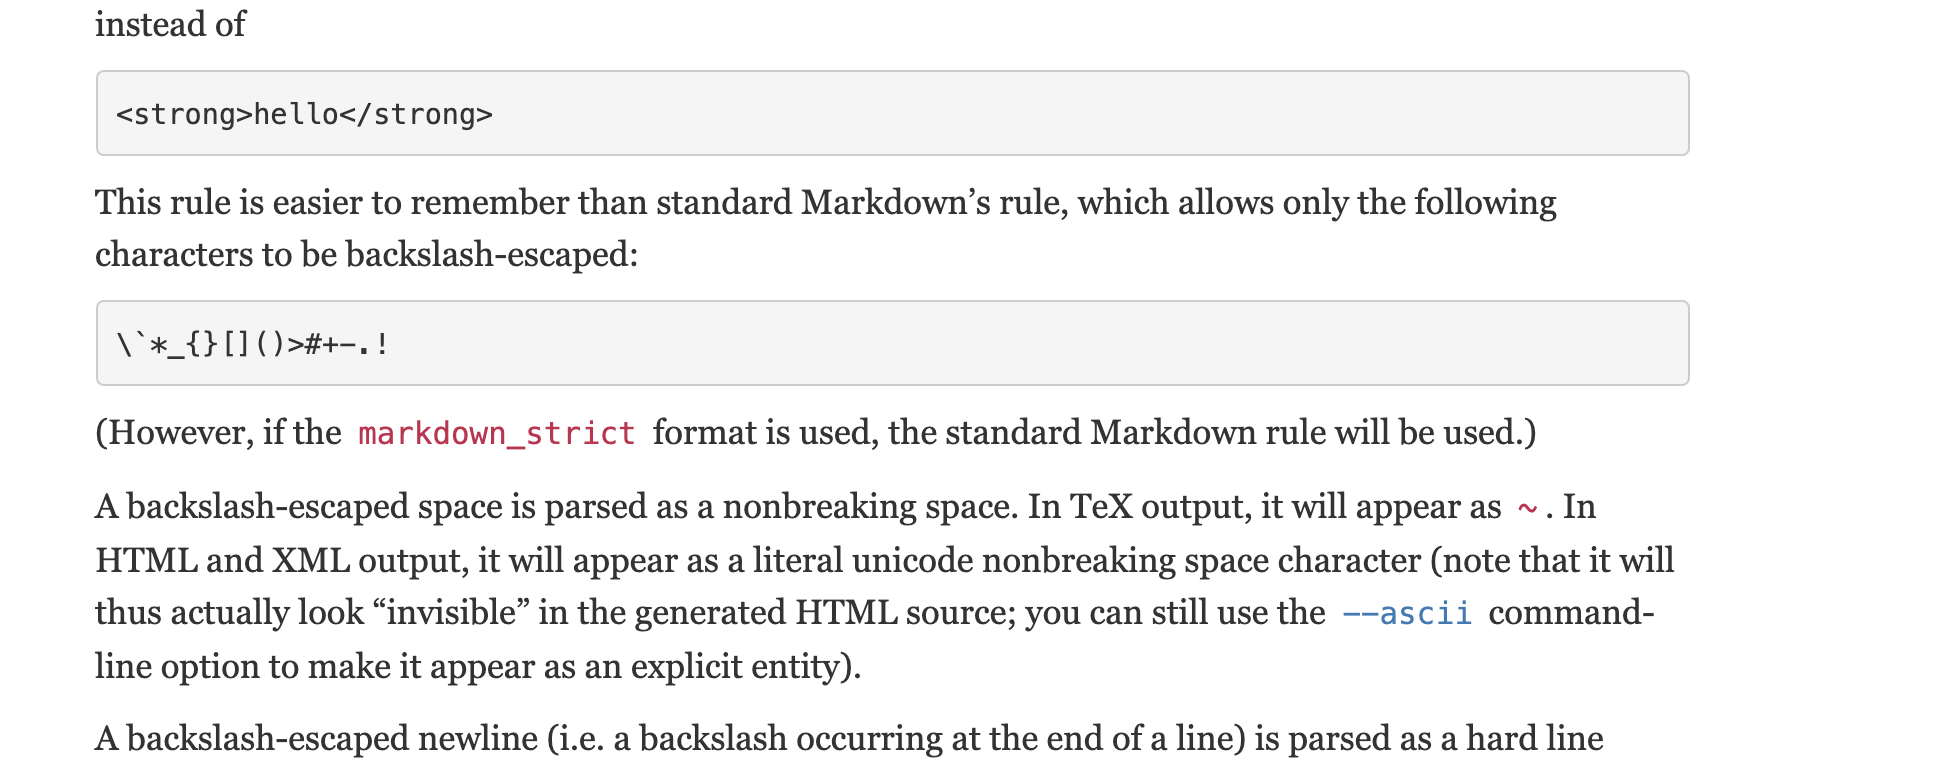 instead of
<strong>hello</strong>
This rule is easier to remember than standard Markdown’s rule, which allows only the following
characters to be backslash-escaped:
\`*_{}[]()>#+-.!
(However, if the markdown_strict format is used, the standard Markdown rule will be used.)
A backslash-escaped space is parsed as a nonbreaking space. In TeX output, it will appear as ~. In
HTML and XML output, it will appear as a literal unicode nonbreaking space character (note that it will
thus actually look “invisible” in the generated HTML source; you can still use the --ascii command-
line option to make it appear as an explicit entity).
A backslash-escaped newline (i.e. a backslash occurring at the end of a line) is parsed as a hard line